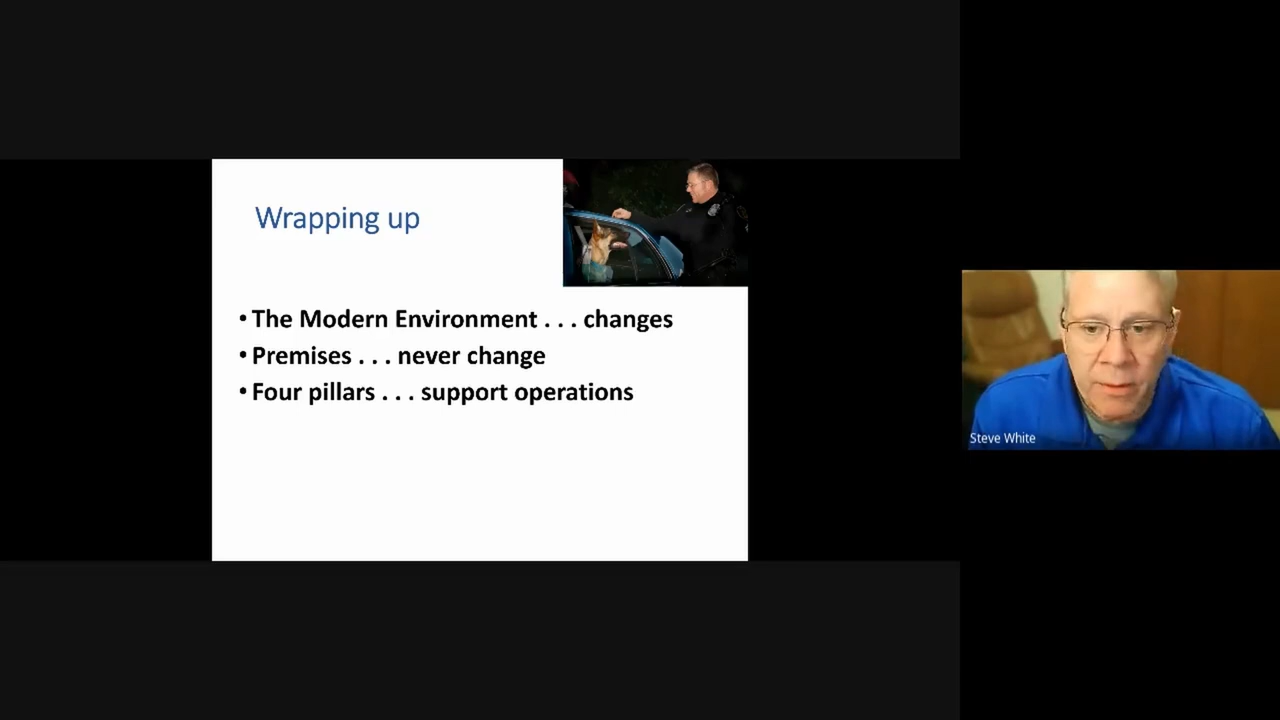 Wrapping up
• The Modern Environment . . . changes
• Premises . . . never change
• Four pillars . . . support operations
Steve White